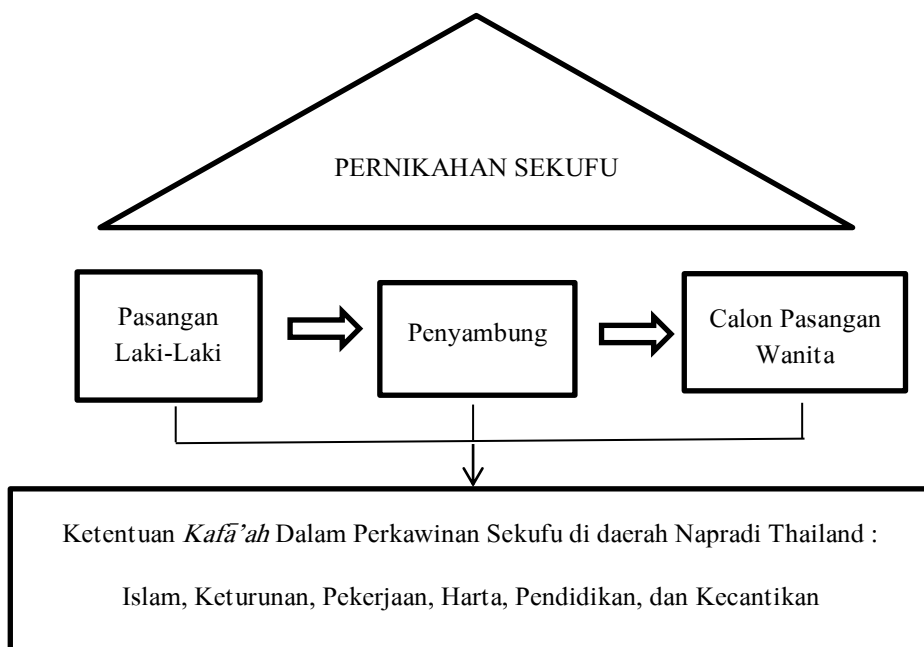 PERNIKAHAN SEKUFU
Pasangan
Laki-Laki
Penyambung
Calon Pasangan
Wanita
Ketentuan Kafā’ah Dalam Perkawinan Sekufu di daerah Napradi Thailand :
Islam, Keturunan, Pekerjaan, Harta, Pendidikan, dan Kecantikan